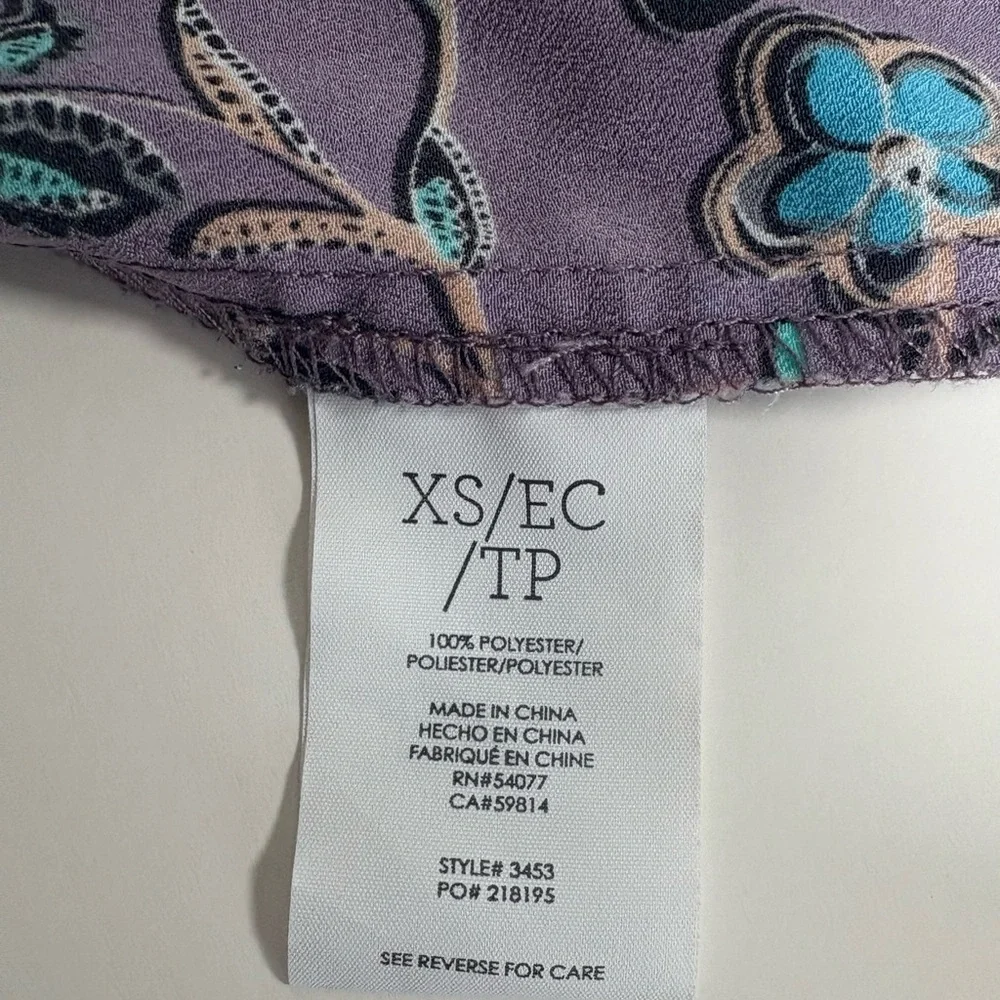 XS/EC
/TP
100% POLYESTER/
POLIESTER/POLYESTER
MADE IN CHINA
HECHO EN CHINA
FABRIQUÉ EN CHINE
RN#54077
CA#59814
STYLE# 3453
PO# 218195
SEE REVERSE FOR CARE